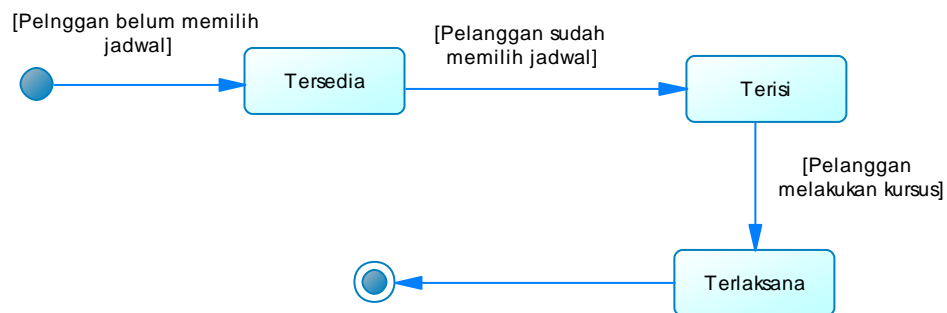 [Pelnggan belum memilih
jadwal]
Tersedia
[Pelanggan sudah
memilih jadwal]
Terisi
[Pelanggan
melakukan kursus]
Terlaksana